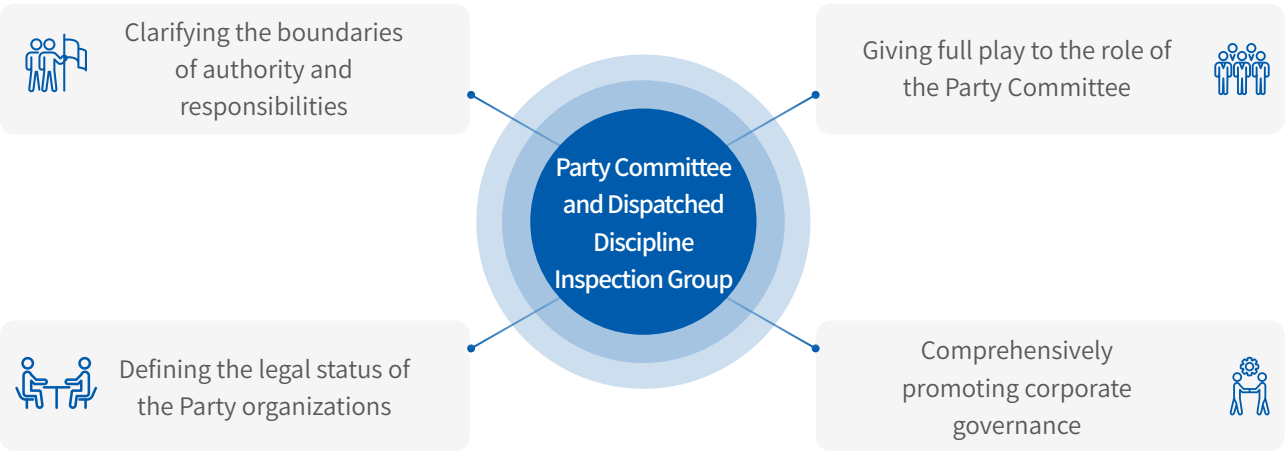 Clarifying the boundaries
of authority and
responsibilities
Giving full play to the role of
the Party Committee
Party Committee
and Dispatched
Discipline
Inspection Group
Defining the legal status of
the Party organizations
Comprehensively
promoting corporate
governance